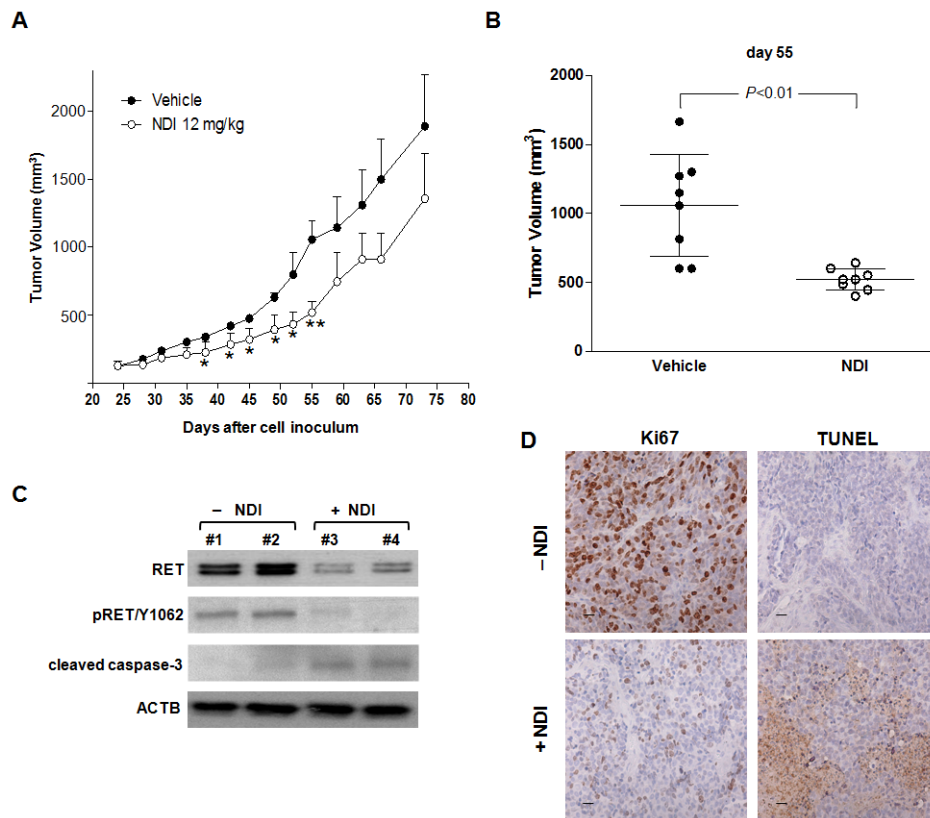 A
Tumor Volume (mm³)
2000
1500
1000
500
Vehicle
NDI 12 mg/kg
* * * * * **
20 25 30 35 40 45 50 55 60 65 70 75 80
Days after cell inoculum
B
day 55
P<0.01
Tumor Volume (mm³)
2000
1500
1000
500
0
Vehicle NDI
C
– NDI + NDI
#1 #2 #3 #4
RET
pRET/Y1062
cleaved caspase-3
ACTB
D
Ki67 TUNEL
– NDI
+ NDI